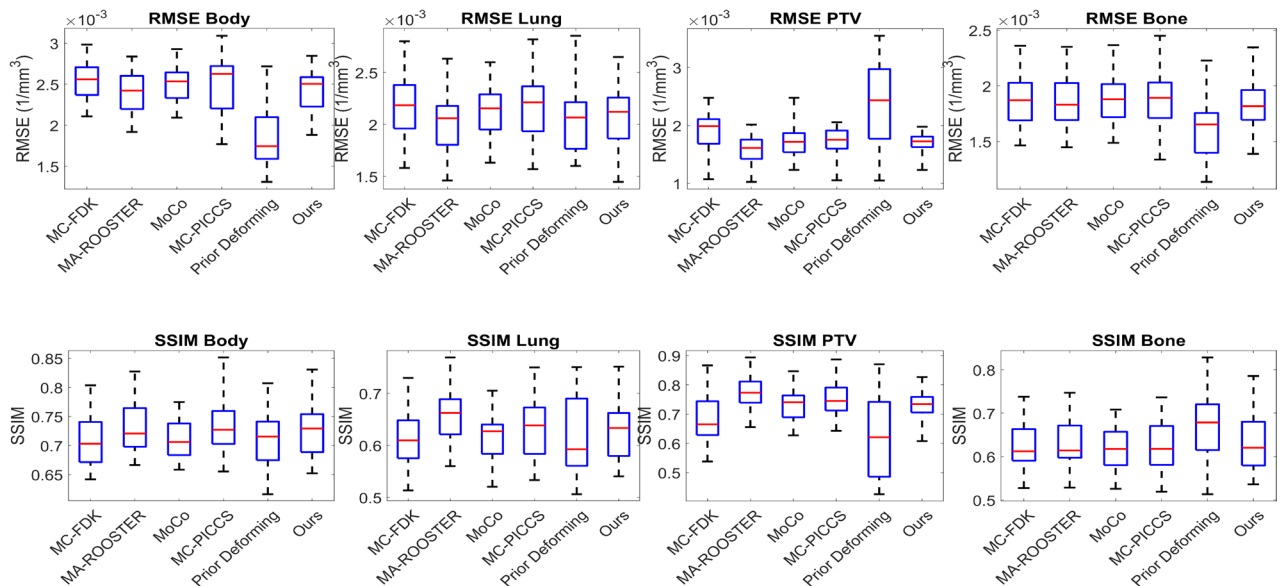 ×10⁻³ RMSE Body
RMSE (1/mm³)
3
2.5
2
1.5
MC-FDK
MA-ROOSTER
MoCo
MC-PICCS
Prior Deforming
Ours
×10⁻³ RMSE Lung
RMSE (1/mm³)
2.5
2
1.5
MC-FDK
MA-ROOSTER
MoCo
MC-PICCS
Prior Deforming
Ours
×10⁻³ RMSE PTV
RMSE (1/mm³)
3
2
1
MC-FDK
MA-ROOSTER
MoCo
MC-PICCS
Prior Deforming
Ours
×10⁻³ RMSE Bone
RMSE (1/mm³)
2.5
2
1.5
MC-FDK
MA-ROOSTER
MoCo
MC-PICCS
Prior Deforming
Ours
SSIM Body
SSIM
0.85
0.8
0.75
0.7
0.65
MC-FDK
MA-ROOSTER
MoCo
MC-PICCS
Prior Deforming
Ours
SSIM Lung
SSIM
0.7
0.6
0.5
MC-FDK
MA-ROOSTER
MoCo
MC-PICCS
Prior Deforming
Ours
SSIM PTV
SSIM
0.9
0.8
0.7
0.6
0.5
MC-FDK
MA-ROOSTER
MoCo
MC-PICCS
Prior Deforming
Ours
SSIM Bone
SSIM
0.8
0.7
0.6
0.5
MC-FDK
MA-ROOSTER
MoCo
MC-PICCS
Prior Deforming
Ours